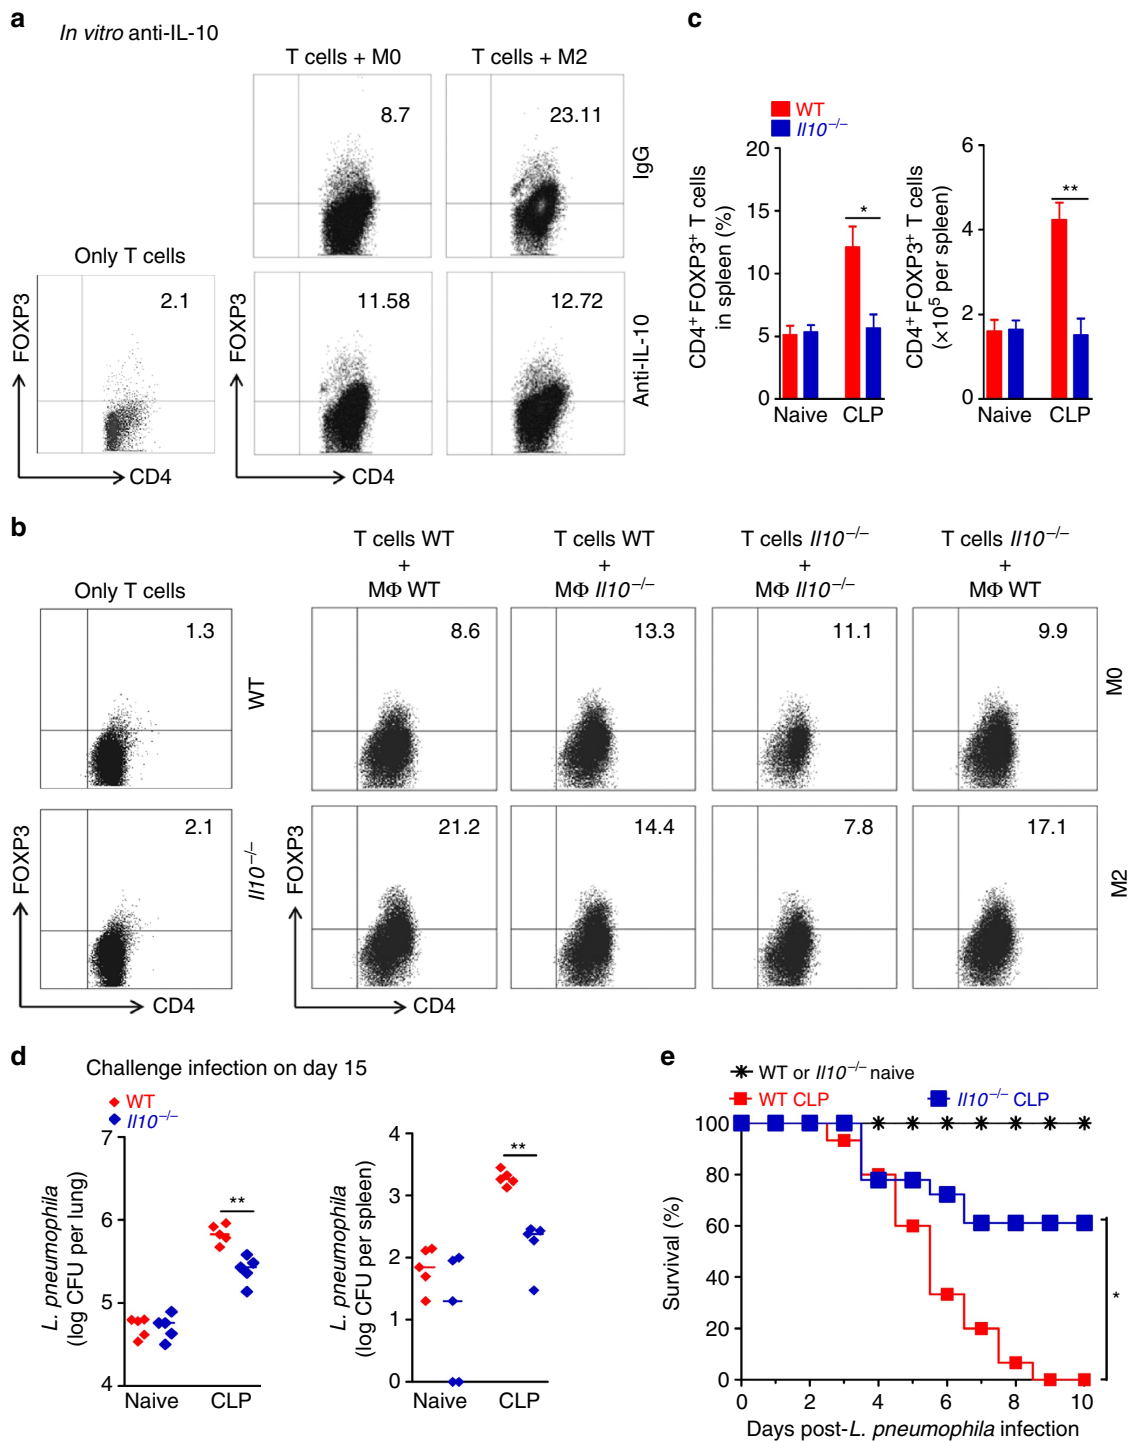 a
In vitro anti-IL-10
T cells + M0
T cells + M2
8.7
23.11
IgG
Only T cells
2.1
11.58
12.72
Anti-IL-10
FOXP3
FOXP3
CD4
CD4
b
T cells WT
+
MΦ WT
T cells WT
+
MΦ Il10−/−
T cells Il10−/−
+
MΦ Il10−/−
T cells Il10−/−
+
MΦ WT
Only T cells
1.3
WT
8.6
13.3
11.1
9.9
M0
2.1
Il10−/−
21.2
14.4
7.8
17.1
M2
FOXP3
FOXP3
CD4
CD4
c
WT
Il10−/−
CD4+ FOXP3+ T cells
in spleen (%)
20
15
10
5
0
*
Naive
CLP
CD4+ FOXP3+ T cells
(×105 per spleen)
6
4
2
0
**
Naive
CLP
d
Challenge infection on day 15
WT
Il10−/−
L. pneumophila
(log CFU per lung)
7
6
5
4
**
Naive
CLP
L. pneumophila
(log CFU per spleen)
4
3
2
1
0
**
Naive
CLP
e
WT or Il10−/− naive
WT CLP
Il10−/− CLP
Survival (%)
100
80
60
40
20
0
*
0 2 4 6 8 10
Days post-L. pneumophila infection